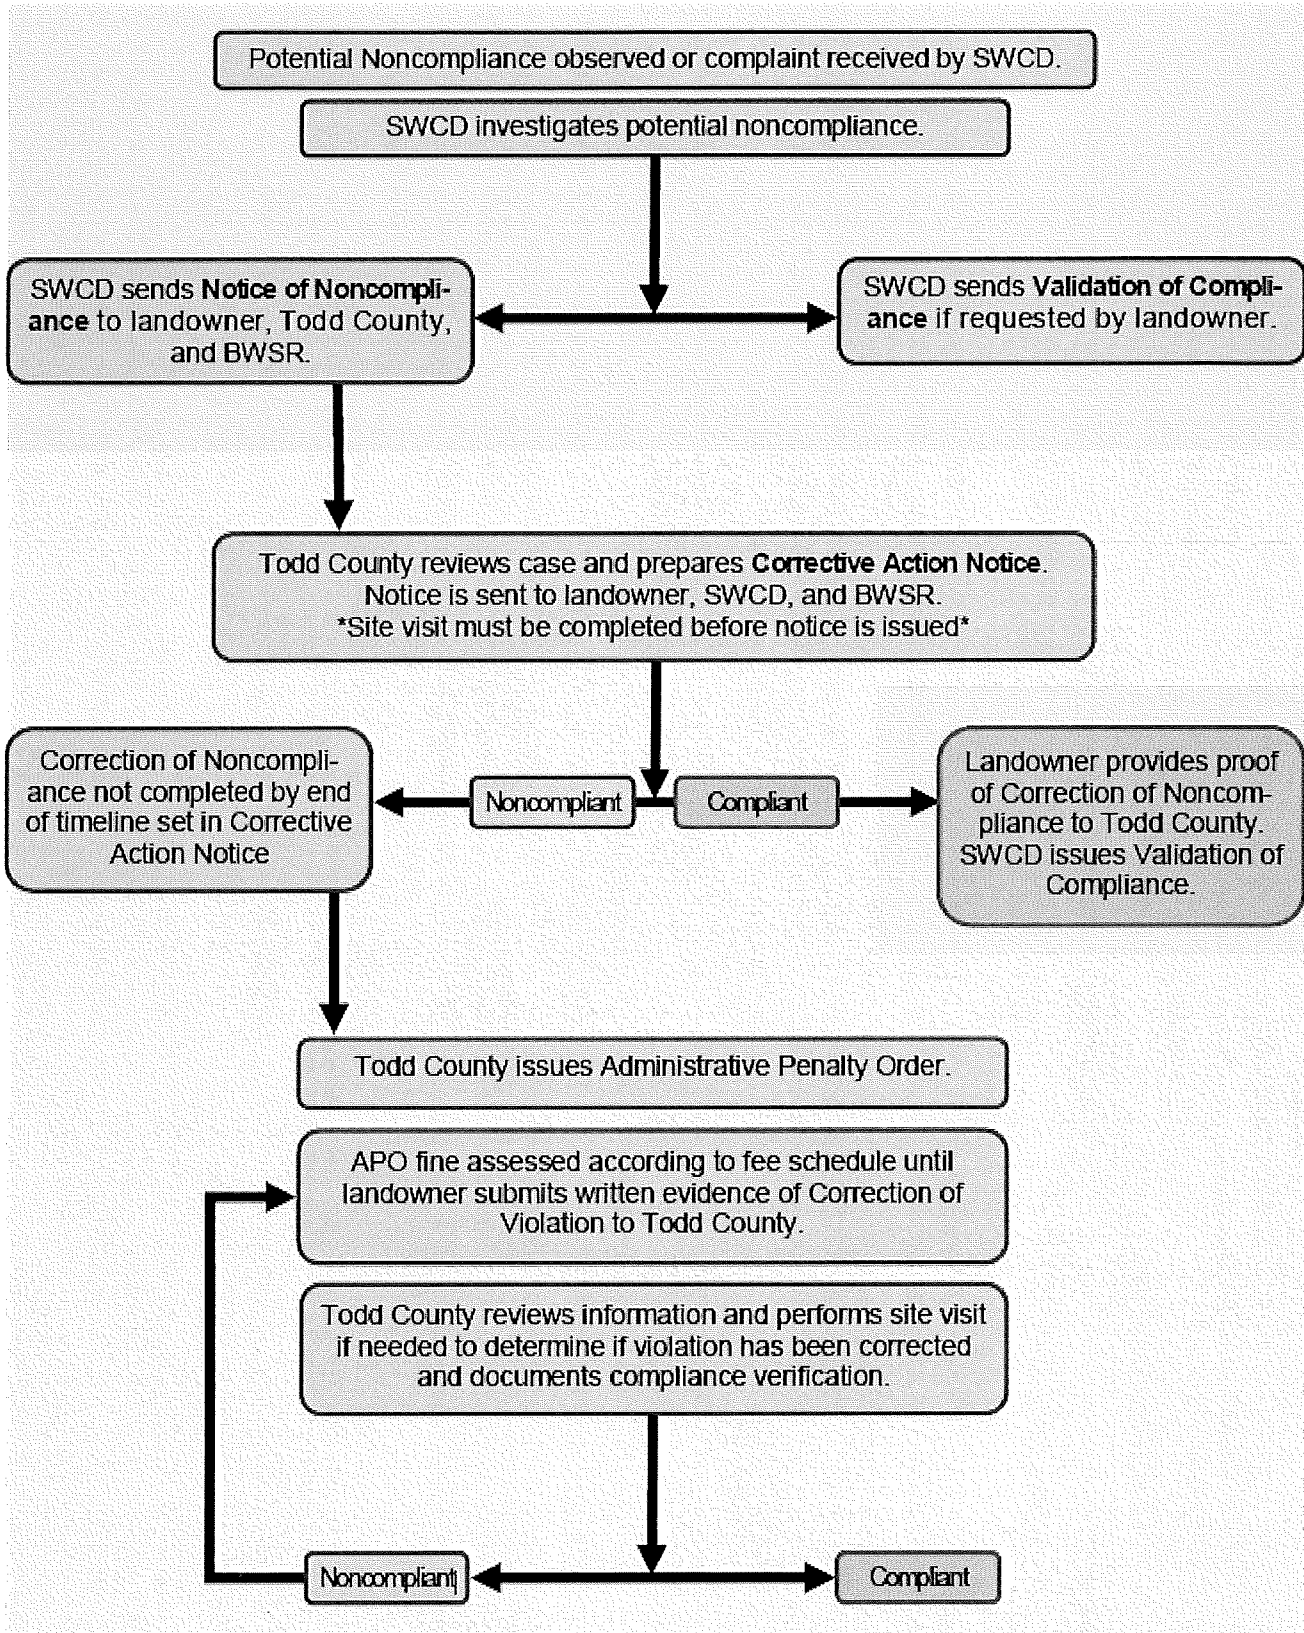 Potential Noncompliance observed or complaint received by SWCD.
SWCD investigates potential noncompliance.
SWCD sends Notice of Noncompli-
ance to landowner, Todd County,
and BWSR.
SWCD sends Validation of Compli-
ance if requested by landowner.
Todd County reviews case and prepares Corrective Action Notice.
Notice is sent to landowner, SWCD, and BWSR.
*Site visit must be completed before notice is issued*
Correction of Noncompli-
ance not completed by end
of timeline set in Corrective
Action Notice
Noncompliant
Compliant
Landowner provides proof
of Correction of Noncom-
pliance to Todd County.
SWCD issues Validation of
Compliance.
Todd County issues Administrative Penalty Order.
APO fine assessed according to fee schedule until
landowner submits written evidence of Correction of
Violation to Todd County.
Todd County reviews information and performs site visit
if needed to determine if violation has been corrected
and documents compliance verification.
Noncompliant
Compliant